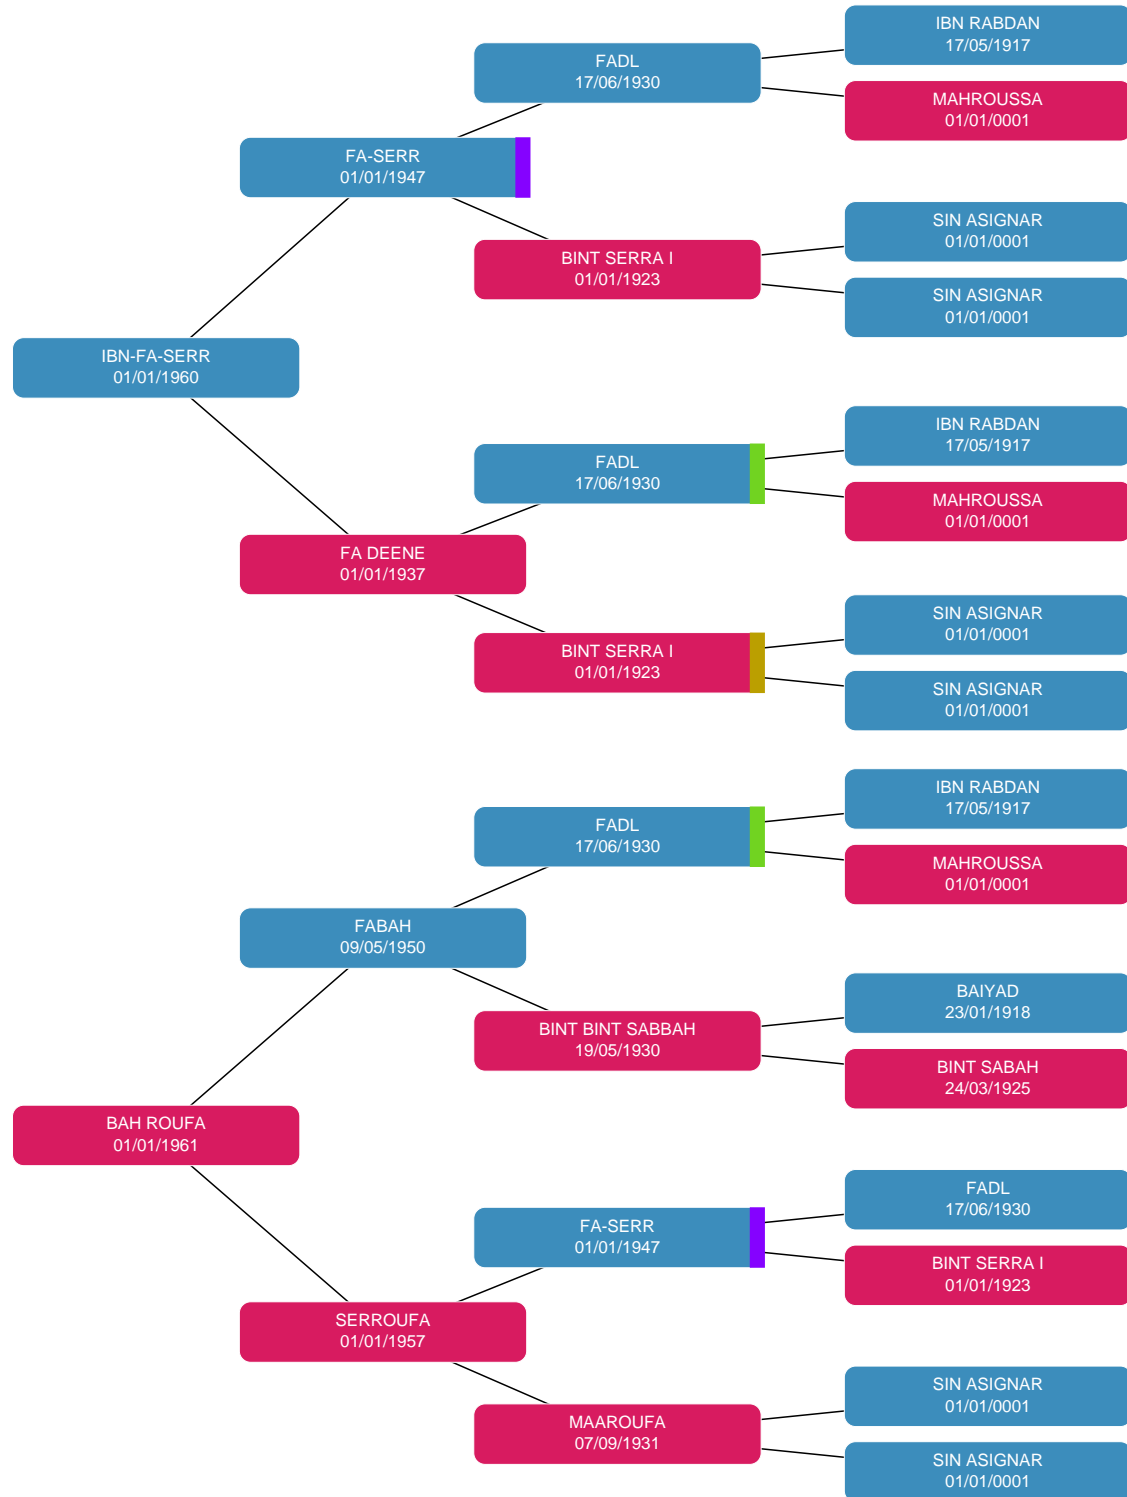 IBN RABDAN
17/05/1917
FADL
17/06/1930
MAHROUSSA
01/01/0001
FA-SERR
01/01/1947
SIN ASIGNAR
01/01/0001
BINT SERRA I
01/01/1923
SIN ASIGNAR
01/01/0001
IBN-FA-SERR
01/01/1960
IBN RABDAN
17/05/1917
FADL
17/06/1930
MAHROUSSA
01/01/0001
FA DEENE
01/01/1937
SIN ASIGNAR
01/01/0001
BINT SERRA I
01/01/1923
SIN ASIGNAR
01/01/0001
IBN RABDAN
17/05/1917
FADL
17/06/1930
MAHROUSSA
01/01/0001
FABAH
09/05/1950
BAIYAD
23/01/1918
BINT BINT SABBAH
19/05/1930
BINT SABAH
24/03/1925
BAH ROUFA
01/01/1961
FADL
17/06/1930
FA-SERR
01/01/1947
BINT SERRA I
01/01/1923
SERROUFA
01/01/1957
SIN ASIGNAR
01/01/0001
MAAROUFA
07/09/1931
SIN ASIGNAR
01/01/0001